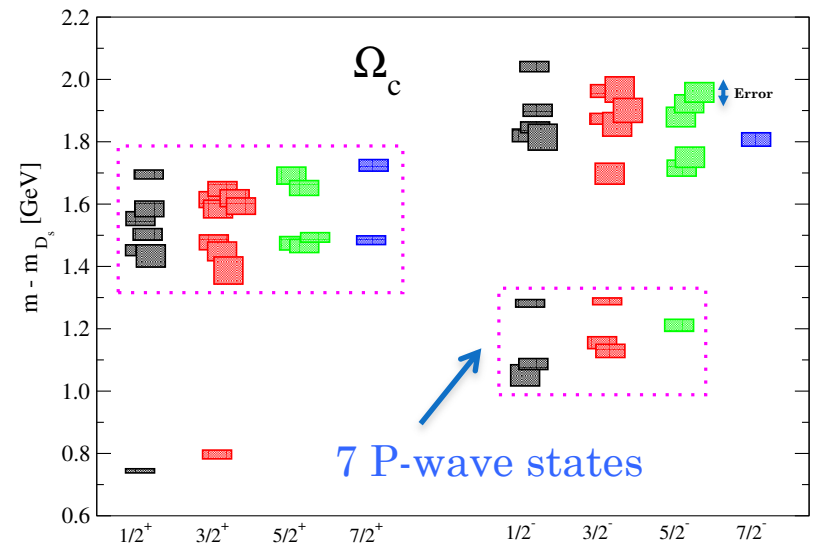 2.2
2.0
1.8
1.6
1.4
1.2
1.0
0.8
0.6
m - m_{D_s} [GeV]
Ω_c
Error
7 P-wave states
1/2⁺ 3/2⁺ 5/2⁺ 7/2⁺ 1/2⁻ 3/2⁻ 5/2⁻ 7/2⁻